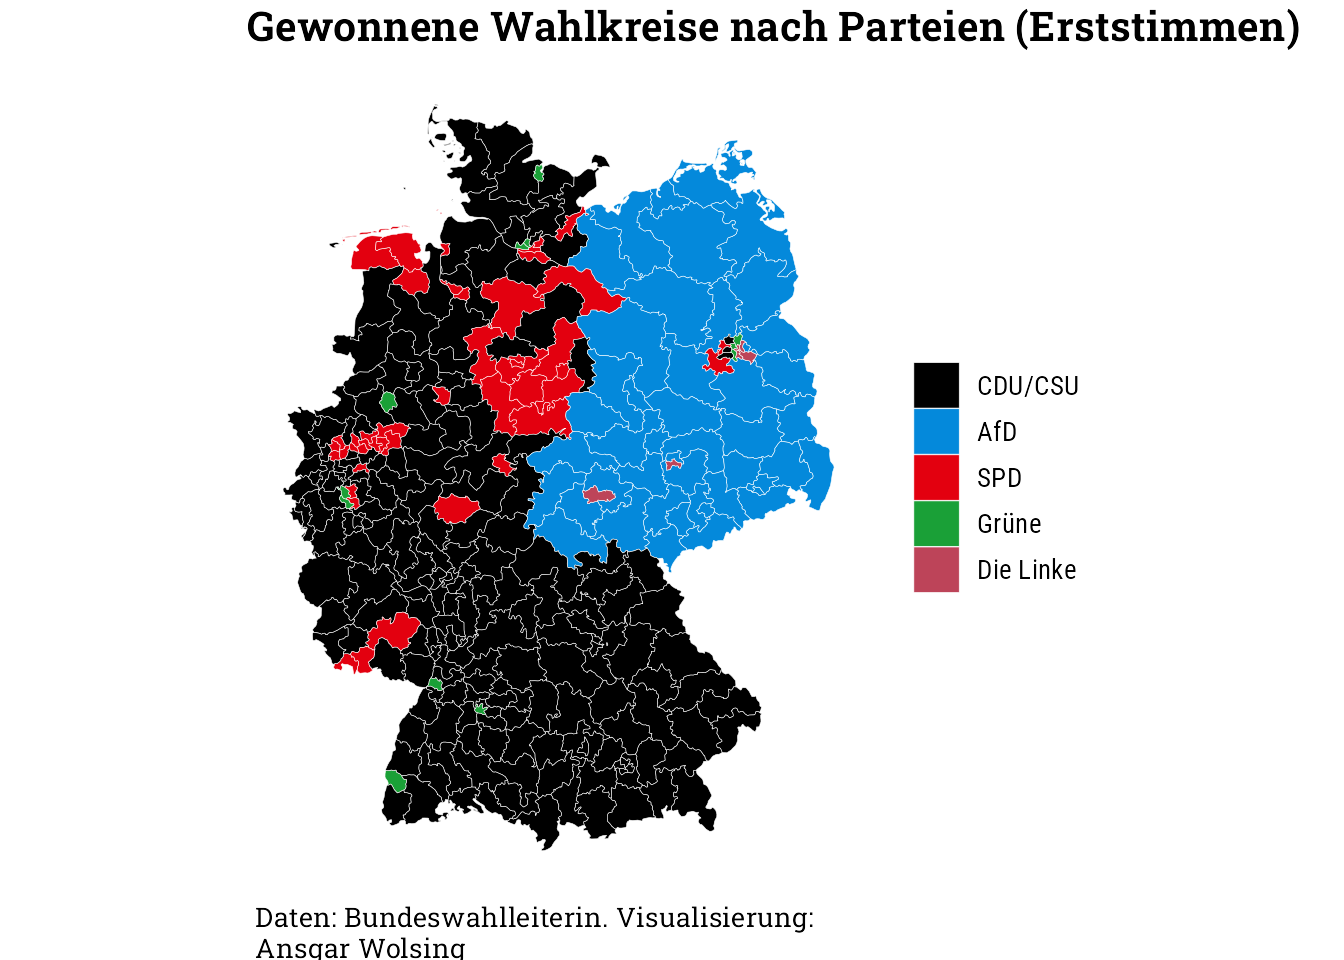 Gewonnene Wahlkreise nach Parteien (Erststimmen)
CDU/CSU
AfD
SPD
Grüne
Die Linke
Daten: Bundeswahlleiterin. Visualisierung:
Ansgar Wolsing